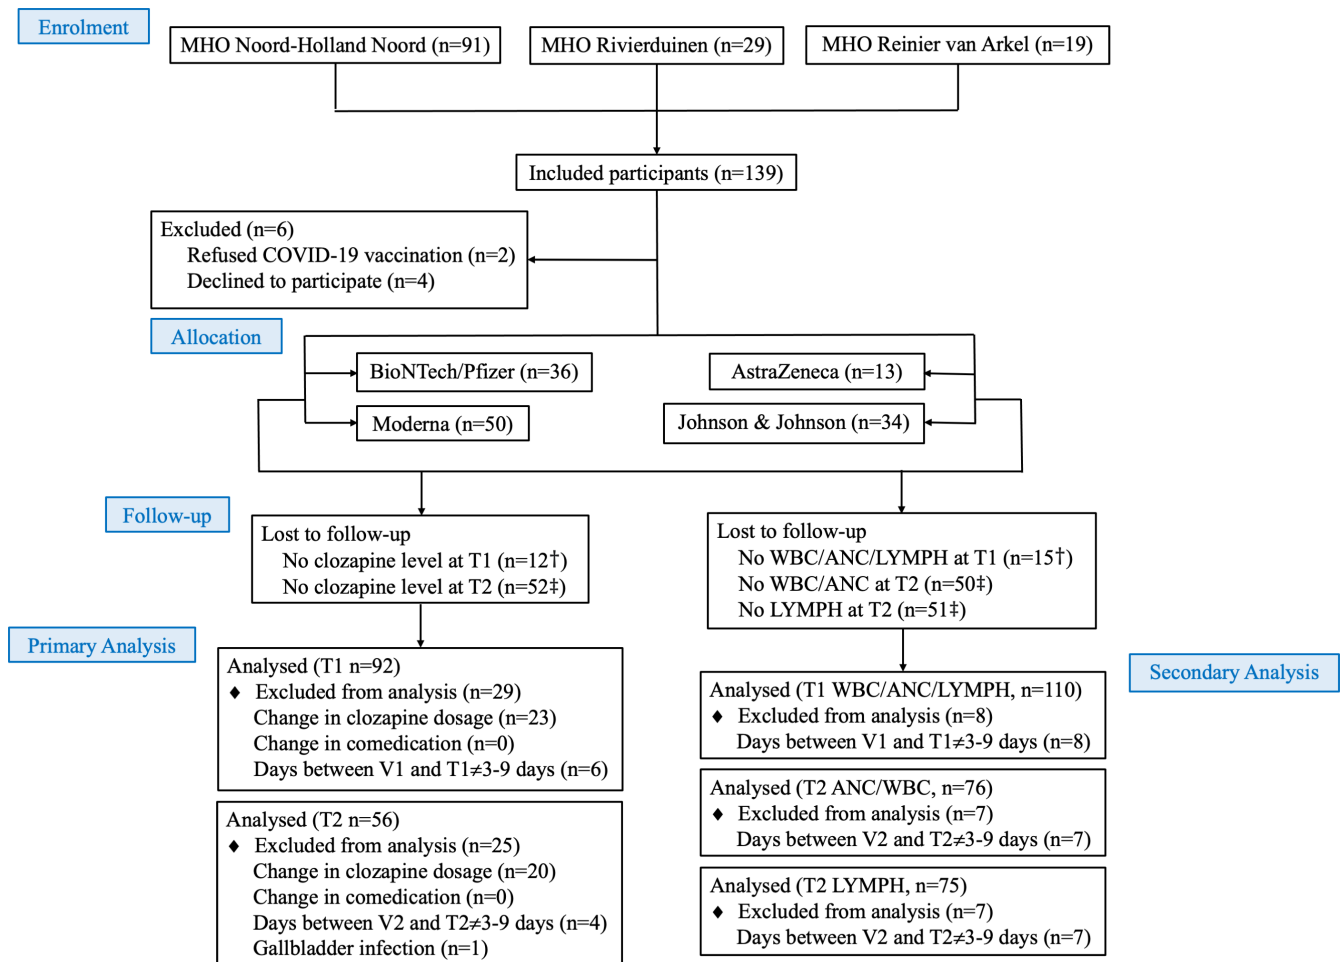 Enrolment
MHO Noord-Holland Noord (n=91)
MHO Rivierduinen (n=29)
MHO Reinier van Arkel (n=19)
Included participants (n=139)
Excluded (n=6)
Refused COVID-19 vaccination (n=2)
Declined to participate (n=4)
Allocation
BioNTech/Pfizer (n=36)
AstraZeneca (n=13)
Moderna (n=50)
Johnson & Johnson (n=34)
Follow-up
Lost to follow-up
No clozapine level at T1 (n=12†)
No clozapine level at T2 (n=52‡)
Lost to follow-up
No WBC/ANC/LYMPH at T1 (n=15†)
No WBC/ANC at T2 (n=50‡)
No LYMPH at T2 (n=51‡)
Primary Analysis
Analysed (T1 n=92)
♦ Excluded from analysis (n=29)
Change in clozapine dosage (n=23)
Change in comedication (n=0)
Days between V1 and T1≠3-9 days (n=6)
Analysed (T2 n=56)
♦ Excluded from analysis (n=25)
Change in clozapine dosage (n=20)
Change in comedication (n=0)
Days between V2 and T2≠3-9 days (n=4)
Gallbladder infection (n=1)
Secondary Analysis
Analysed (T1 WBC/ANC/LYMPH, n=110)
♦ Excluded from analysis (n=8)
Days between V1 and T1≠3-9 days (n=8)
Analysed (T2 ANC/WBC, n=76)
♦ Excluded from analysis (n=7)
Days between V2 and T2≠3-9 days (n=7)
Analysed (T2 LYMPH, n=75)
♦ Excluded from analysis (n=7)
Days between V2 and T2≠3-9 days (n=7)